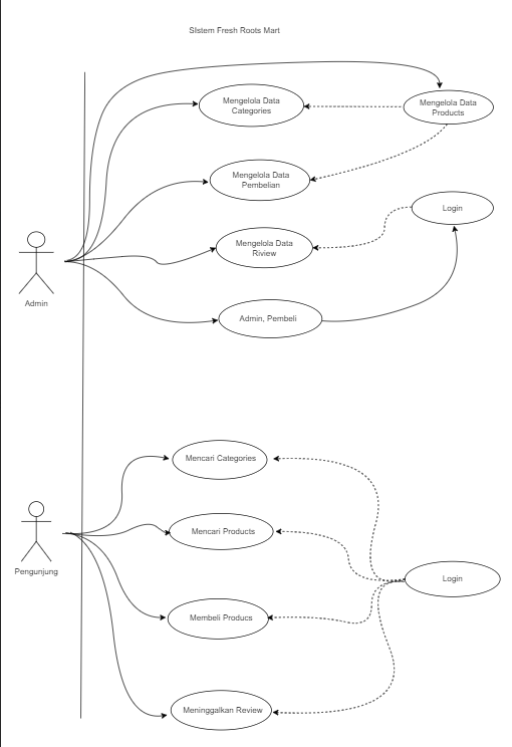 SIstem Fresh Roots Mart
Mengelola Data
Categories
Mengelola Data
Products
Mengelola Data
Pembelian
Login
Mengelola Data
Riview
Admin
Admin, Pembeli
Mencari Categories
Mencari Products
Pengunjung
Login
Membeli Producs
Meninggalkan Review